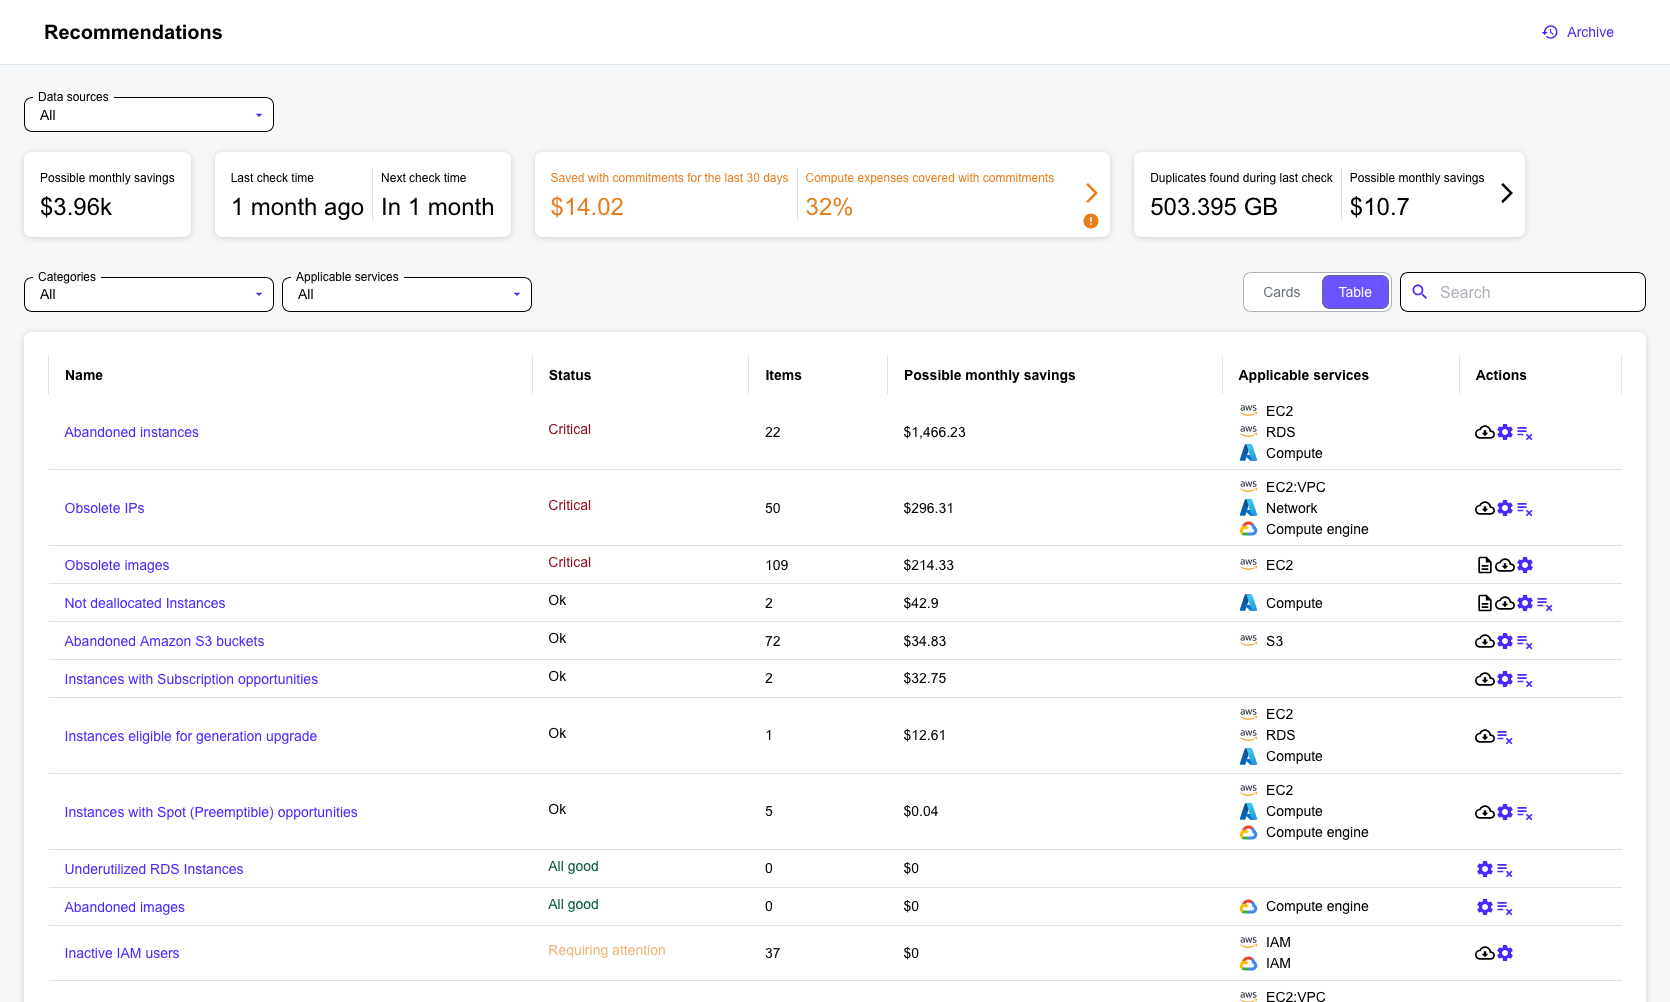 Recommendations
Archive
Data sources
All
Possible monthly savings
$3.96k
Last check time
1 month ago
Next check time
In 1 month
Saved with commitments for the last 30 days
$14.02
Compute expenses covered with commitments
32%
Duplicates found during last check
503.395 GB
Possible monthly savings
$10.7
Categories
All
Applicable services
All
Cards
Table
Search
Name Status Items Possible monthly savings Applicable services Actions
Abandoned instances Critical 22 $1,466.23
aws EC2
aws RDS
Compute
Obsolete IPs Critical 50 $296.31
aws EC2:VPC
Network
Compute engine
Obsolete images Critical 109 $214.33 aws EC2
Not deallocated Instances Ok 2 $42.9 Compute
Abandoned Amazon S3 buckets Ok 72 $34.83 aws S3
Instances with Subscription opportunities Ok 2 $32.75
Instances eligible for generation upgrade Ok 1 $12.61
aws EC2
aws RDS
Compute
Instances with Spot (Preemptible) opportunities Ok 5 $0.04
aws EC2
Compute
Compute engine
Underutilized RDS Instances All good 0 $0
Abandoned images All good 0 $0 Compute engine
Inactive IAM users Requiring attention 37 $0
aws IAM
IAM
aws EC2:VPC